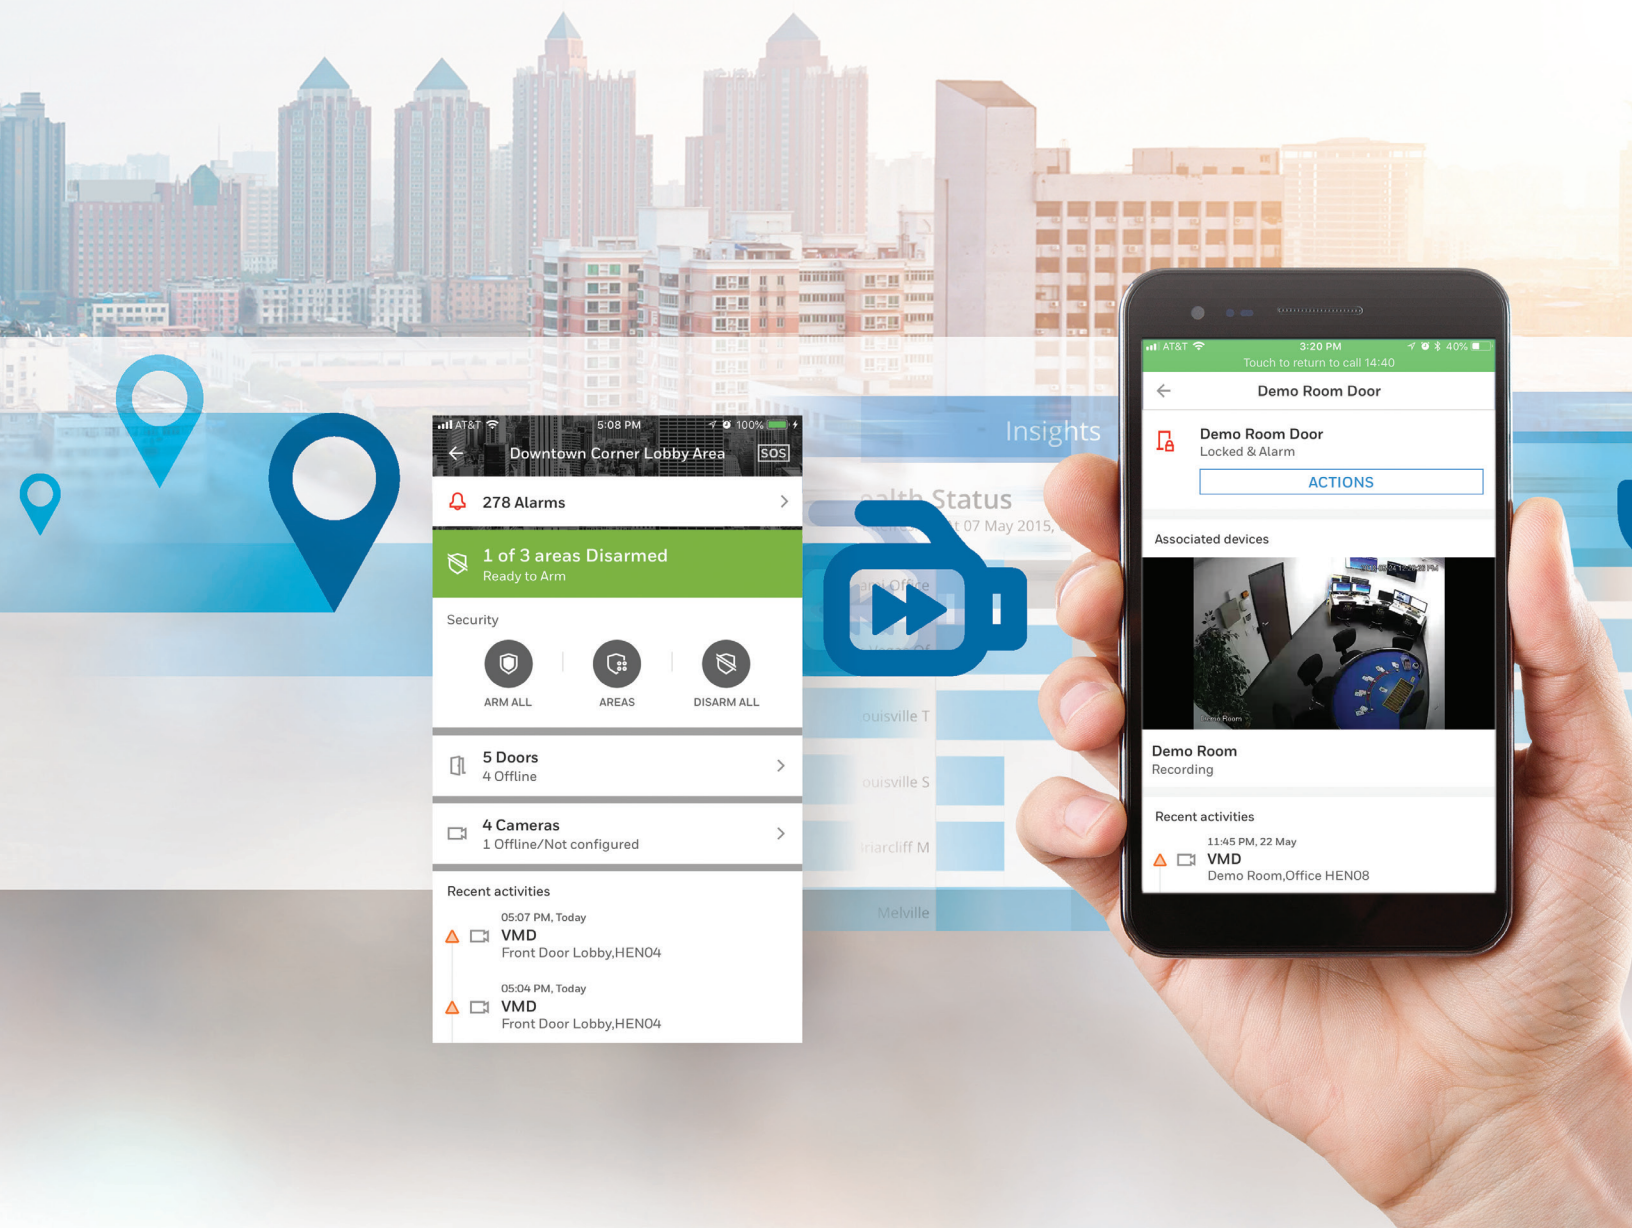 AT&T 5:08 PM 100%
Downtown Corner Lobby Area SOS
278 Alarms
1 of 3 areas Disarmed
Ready to Arm
Security
ARM ALL AREAS DISARM ALL
5 Doors
4 Offline
4 Cameras
1 Offline/Not configured
Recent activities
05:07 PM, Today
VMD
Front Door Lobby,HEN04
05:04 PM, Today
VMD
Front Door Lobby,HEN04
Insights
ealth Status
At 07 May 2015,
Office
ouisville T
ouisville S
riarcliff M
Melville
AT&T 3:20 PM 40%
Touch to return to call 14:40
Demo Room Door
Demo Room Door
Locked & Alarm
ACTIONS
Associated devices
Demo Room
Demo Room
Recording
Recent activities
11:45 PM, 22 May
VMD
Demo Room,Office HEN08